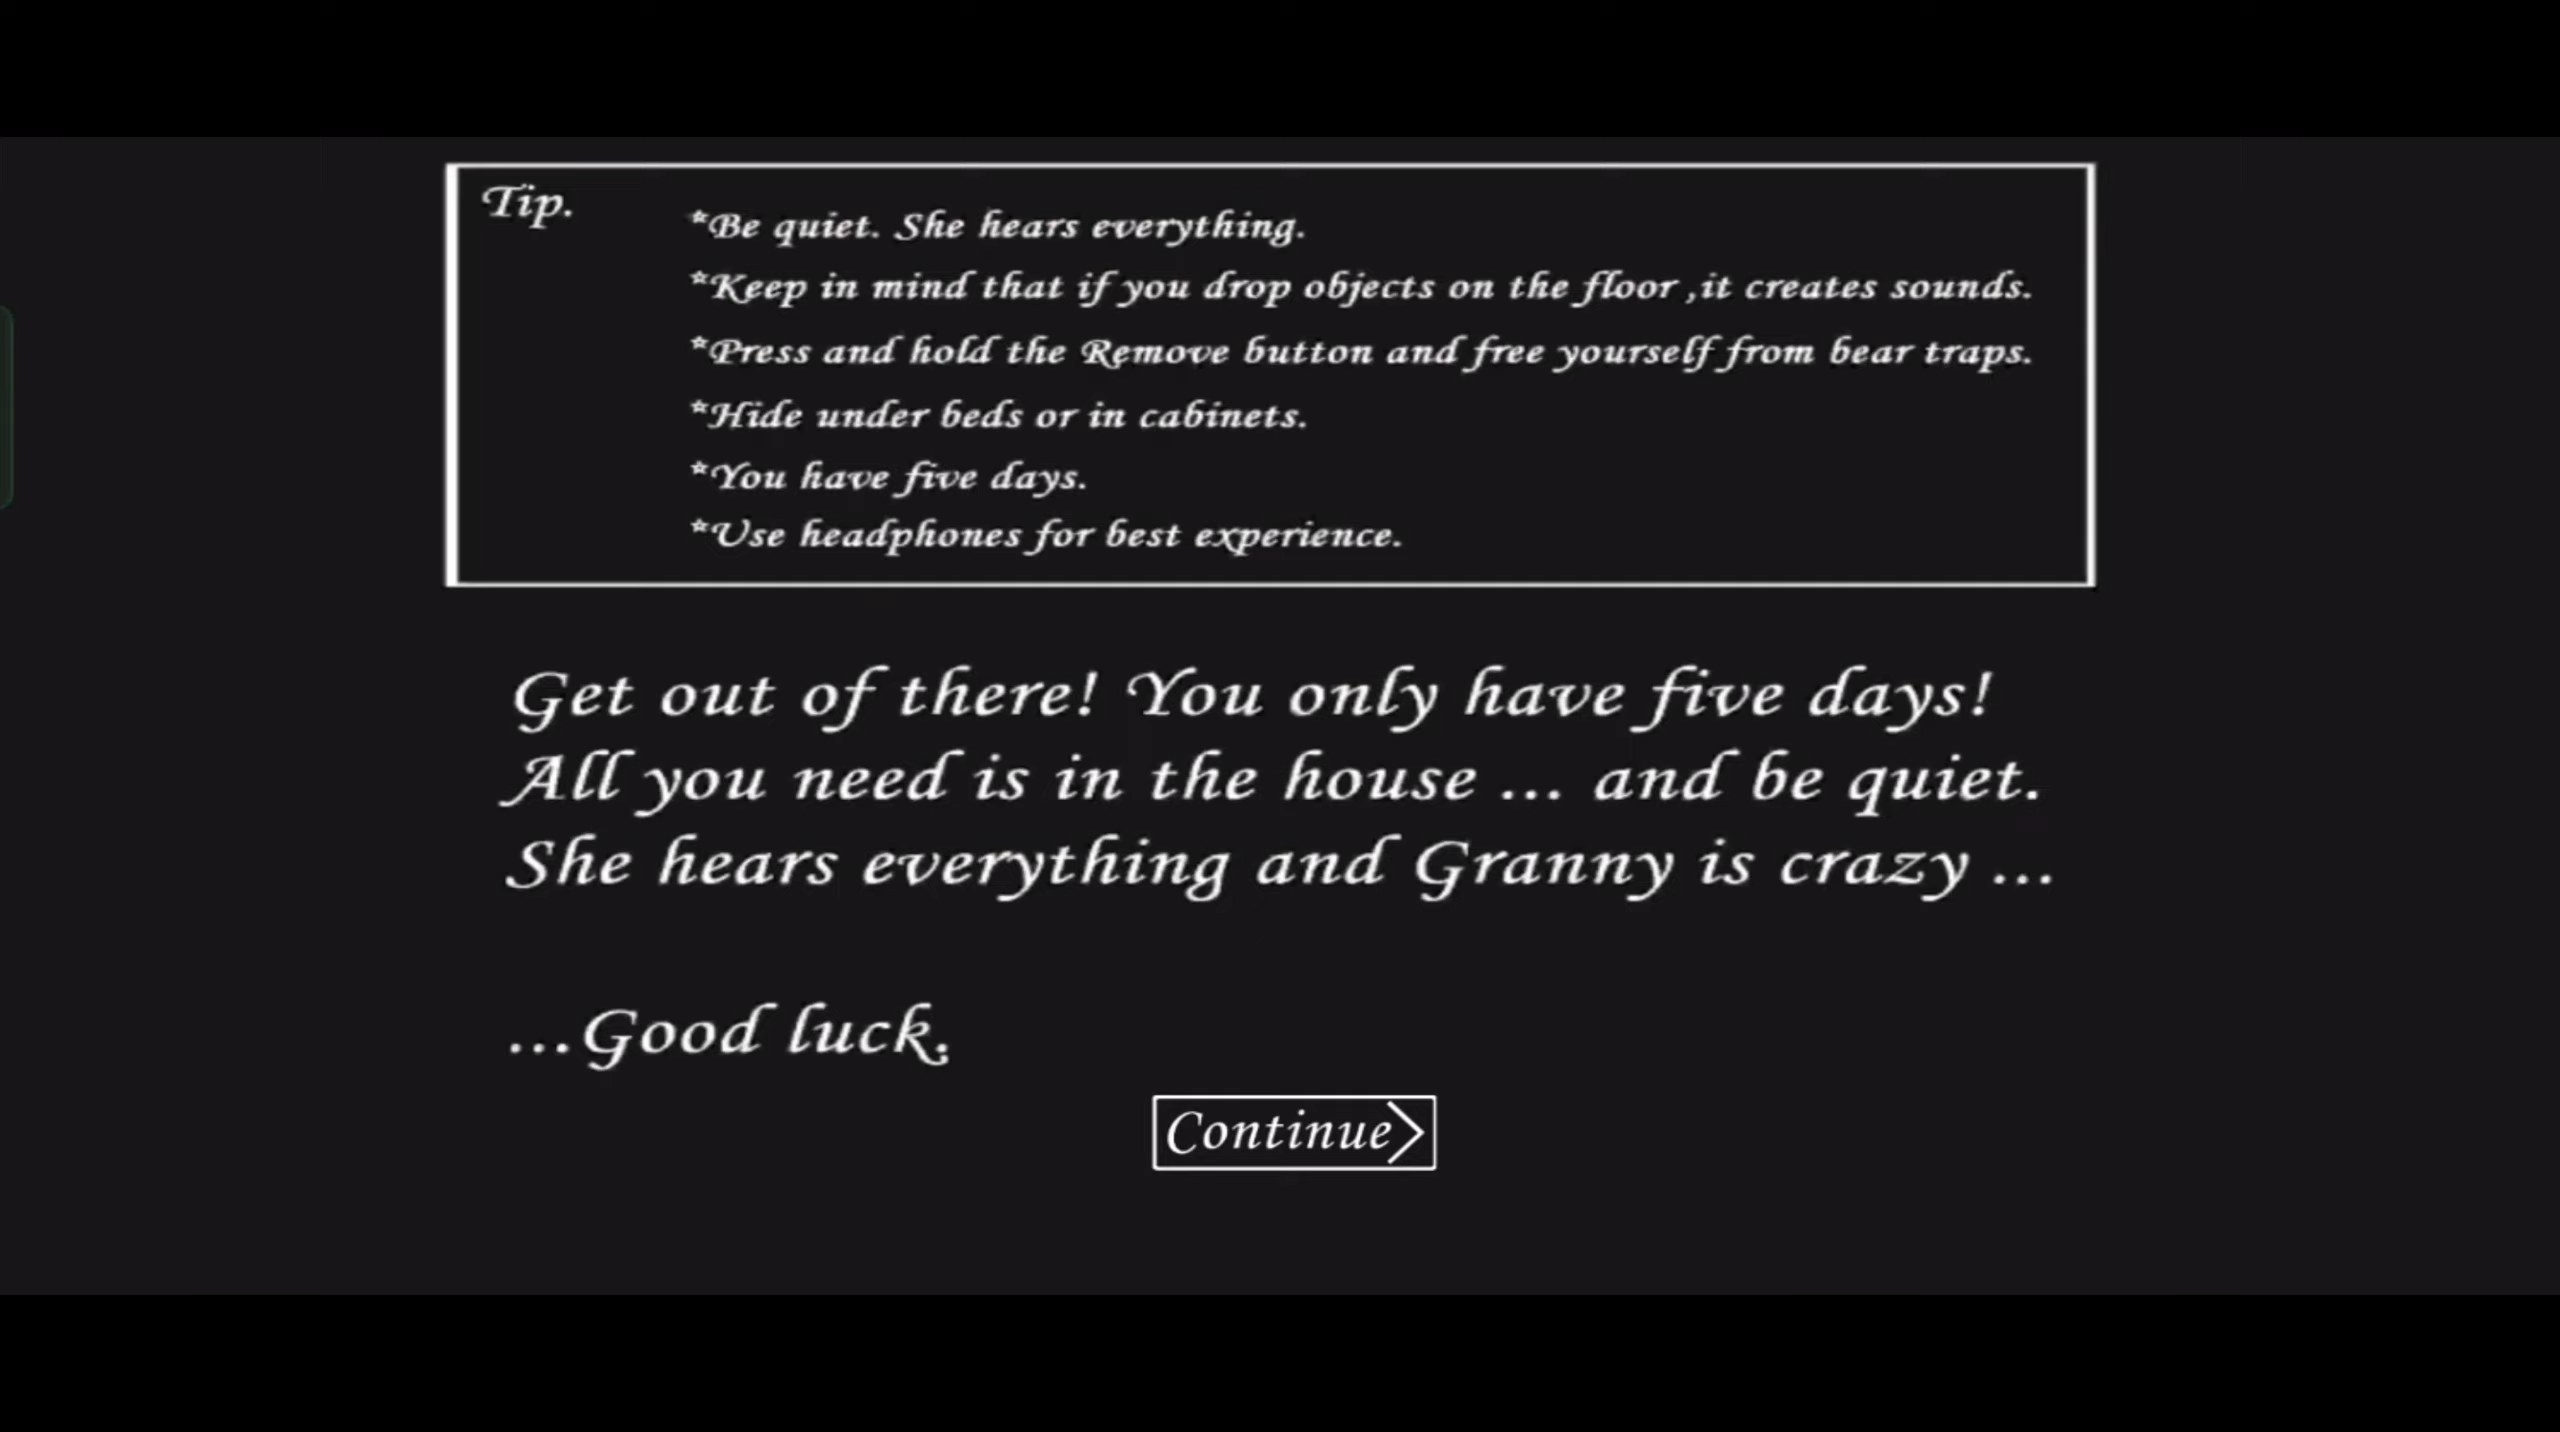 Tip.
*Be quiet. She hears everything.
*Keep in mind that if you drop objects on the floor ,it creates sounds.
*Press and hold the Remove button and free yourself from bear traps.
*Hide under beds or in cabinets.
*You have five days.
*Use headphones for best experience.
Get out of there! You only have five days!
All you need is in the house ... and be quiet.
She hears everything and Granny is crazy ...
...Good luck.
Continue>